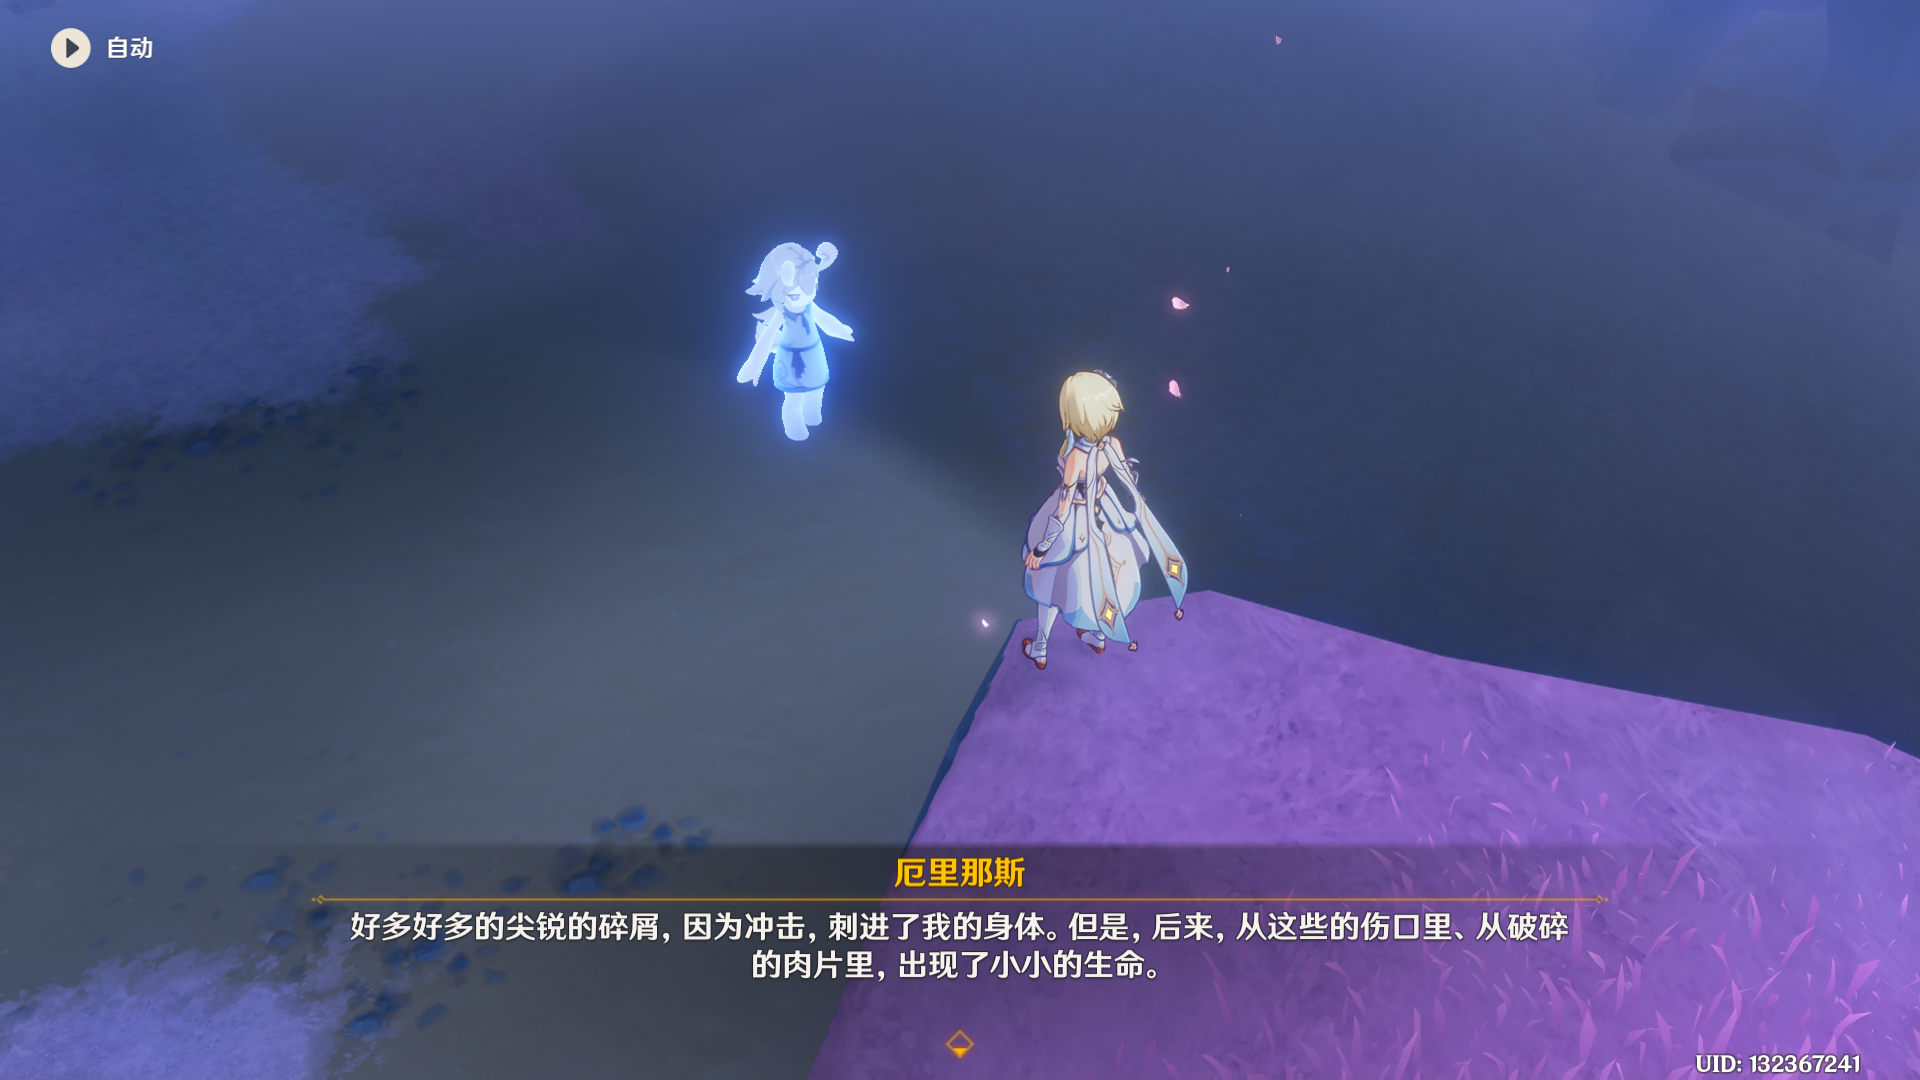 自动
厄里那斯
好多好多的尖锐的碎屑，因为冲击，刺进了我的身体。但是，后来，从这些的伤口里、从破碎
的肉片里，出现了小小的生命。
UID: 132367241